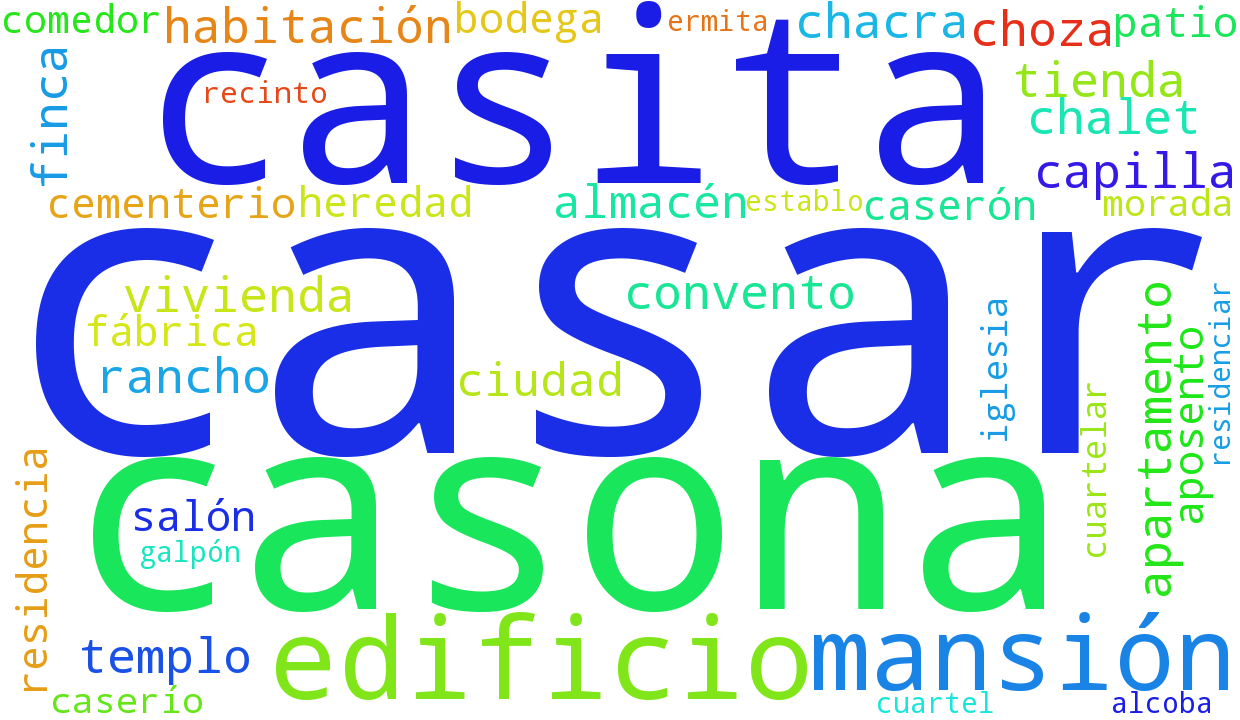 comedor
habitación
bodega
ermita
chacra
choza
patio
casita
recinto
finca
tienda
chalet
capilla
cementerio
heredad
almacén
establo
caserón
morada
casar
vivienda
convento
fábrica
rancho
ciudad
iglesia
cuartelar
apartamento
aposento
residenciar
casona
residencia
salón
galpón
templo
edificio
mansión
caserío
cuartel
alcoba